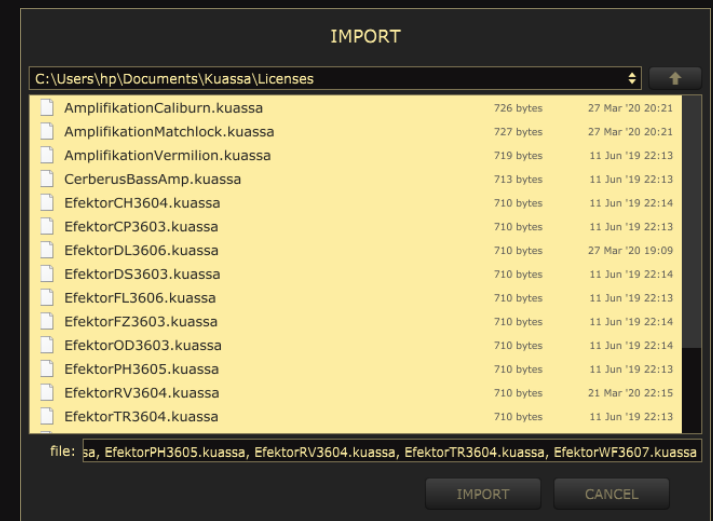 IMPORT
C:\Users\hp\Documents\Kuassa\Licenses
AmplifikationCaliburn.kuassa 726 bytes 27 Mar '20 20:21
AmplifikationMatchlock.kuassa 727 bytes 27 Mar '20 20:21
AmplifikationVermilion.kuassa 719 bytes 11 Jun '19 22:13
CerberusBassAmp.kuassa 713 bytes 11 Jun '19 22:13
EfektorCH3604.kuassa 710 bytes 11 Jun '19 22:14
EfektorCP3603.kuassa 710 bytes 11 Jun '19 22:13
EfektorDL3606.kuassa 710 bytes 27 Mar '20 19:09
EfektorDS3603.kuassa 710 bytes 11 Jun '19 22:14
EfektorFL3606.kuassa 710 bytes 11 Jun '19 22:13
EfektorFZ3603.kuassa 710 bytes 11 Jun '19 22:14
EfektorOD3603.kuassa 710 bytes 11 Jun '19 22:14
EfektorPH3605.kuassa 710 bytes 11 Jun '19 22:13
EfektorRV3604.kuassa 710 bytes 21 Mar '20 22:15
EfektorTR3604.kuassa 710 bytes 11 Jun '19 22:13
file: sa, EfektorPH3605.kuassa, EfektorRV3604.kuassa, EfektorTR3604.kuassa, EfektorWF3607.kuassa
IMPORT CANCEL